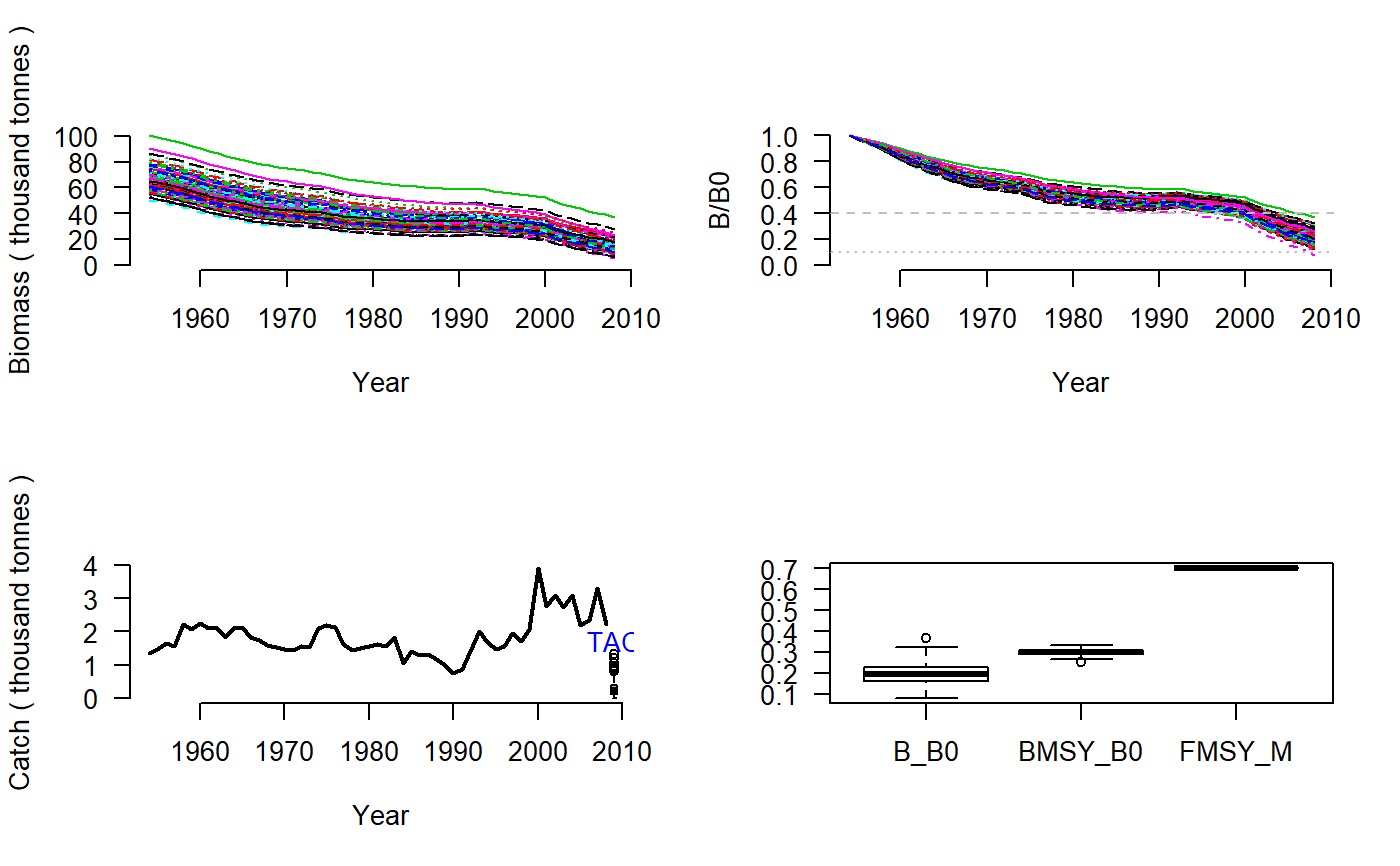 Biomass ( thousand tonnes )
100
80
60
40
20
0
1960 1970 1980 1990 2000 2010
Year
B/B0
1.0
0.8
0.6
0.4
0.2
0.0
1960 1970 1980 1990 2000 2010
Year
Catch ( thousand tonnes )
4
3
2
1
0
TAC
1960 1970 1980 1990 2000 2010
Year
0.7
0.6
0.5
0.4
0.3
0.2
0.1
B_B0 BMSY_B0 FMSY_M